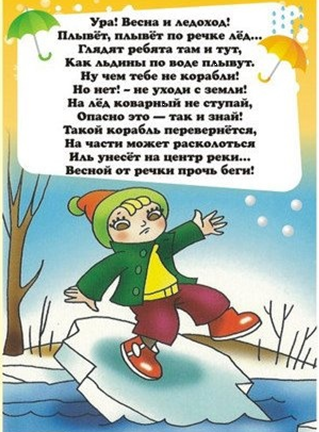 Ура! Весна и ледоход!
Плывёт, плывёт по речке лёд...
Глядят ребята там и тут,
Как льдины по воде плывут.
Ну чем тебе не корабли!
Но нет! – не уходи с земли!
На лёд коварный не ступай,
Опасно это — так и знай!
Такой корабль перевернётся,
На части может расколоться
Иль унесёт на центр реки...
Весной от речки прочь беги!